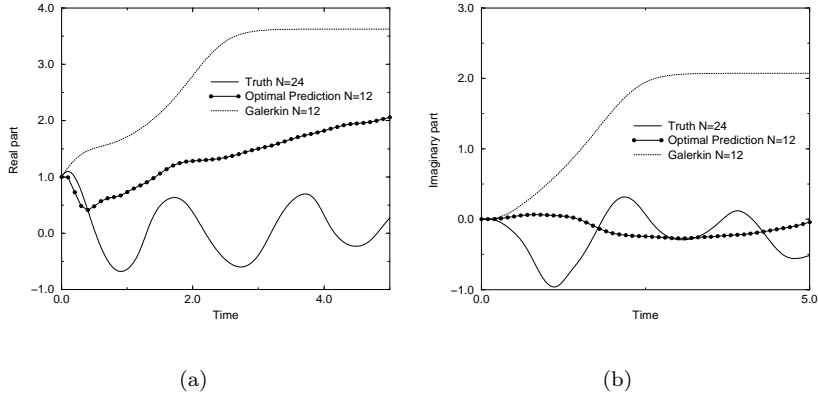 4.0
3.0
2.0
1.0
0.0
−1.0
Real part
Truth N=24
Optimal Prediction N=12
Galerkin N=12
0.0
2.0
4.0
Time
(a)
3.0
2.0
1.0
0.0
−1.0
Imaginary part
Truth N=24
Optimal Prediction N=12
Galerkin N=12
0.0
5.0
Time
(b)